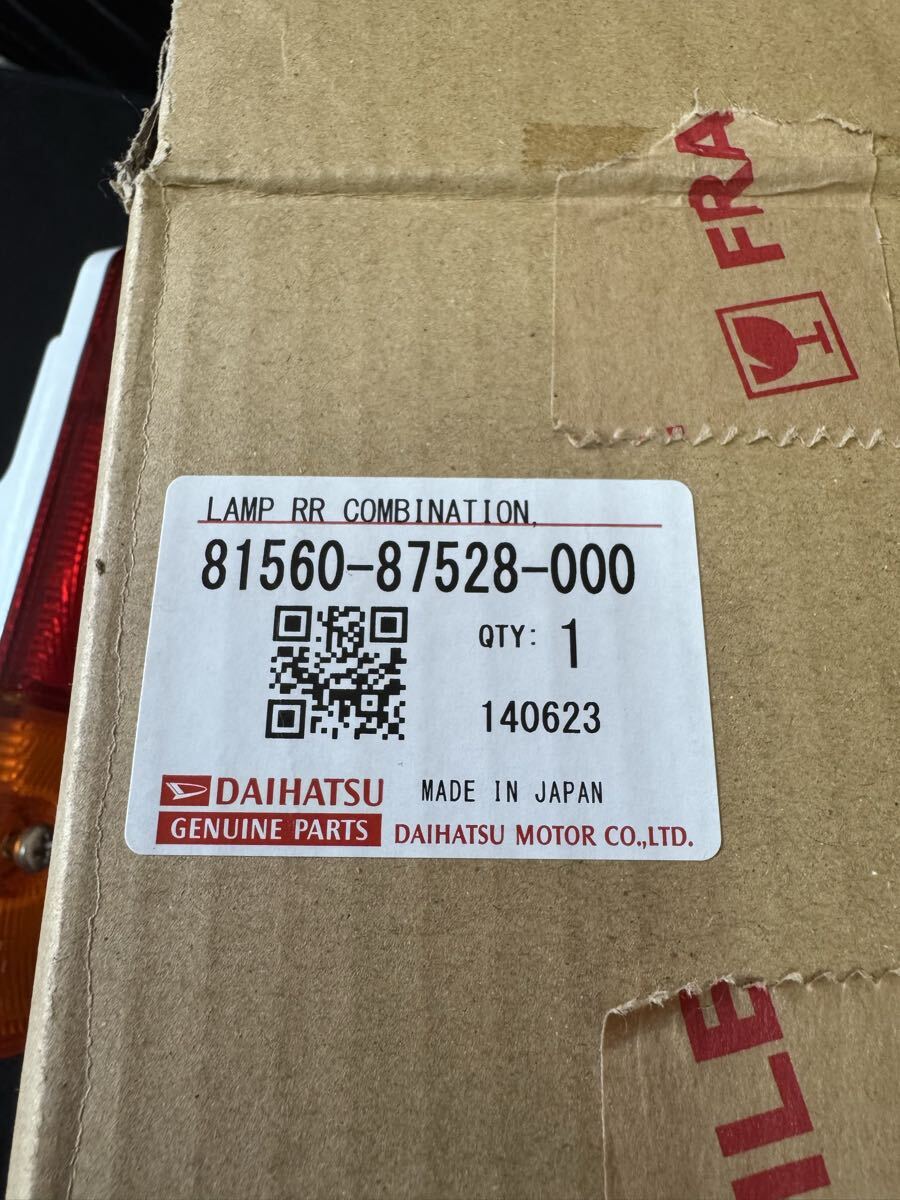 FRA
LAMP RR COMBINATION,
81560-87528-000
QTY: 1
140623
DAIHATSU
MADE IN JAPAN
GENUINE PARTS
DAIHATSU MOTOR CO.,LTD.
ILE